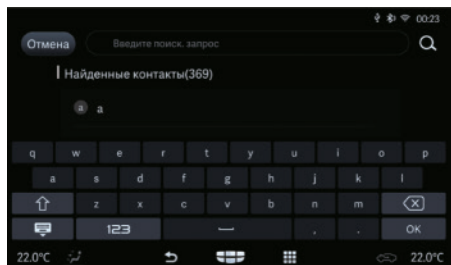 00:23
Отмена Введите поиск. запрос
Найденные контакты(369)
a a
q w e r t y u i o p
a s d f g h j k l
z x c v b n m
123 , . OK
22.0°C 22.0°C